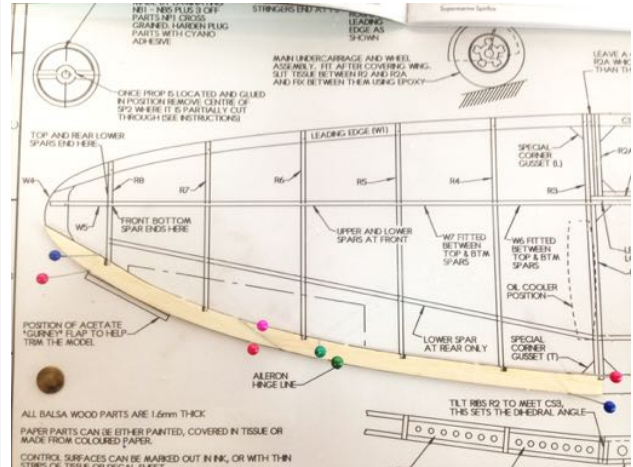 NB1 - NB5 PLUS 3 OFF
PARTS NP1 CROSS
GRAINED. HARDEN PLUG
PARTS WITH CYANO
ADHESIVE
STRINGERS END AT
LEADING
EDGE AS
SHOWN
Supermarine Spitfire
MAIN UNDERCARRIAGE AND WHEEL
ASSEMBLY. FIT AFTER COVERING WING.
SLIT TISSUE BETWEEN R2 AND R2A
AND FIX BETWEEN THEM USING EPOXY
LEAVE A
R2A WHIC
THAN TH
ONCE PROP IS LOCATED AND GLUED
IN POSITION REMOVE CENTRE OF
SP2 WHERE IT IS PARTIALLY CUT
THROUGH (SEE INSTRUCTIONS)
TOP AND REAR LOWER
SPARS END HERE
LEADING EDGE (W1)
SPECIAL
CORNER
GUSSET (L)
W4
R8
R7
R6
R5
R4
R3
R2A
W5
FRONT BOTTOM
SPAR ENDS HERE
UPPER AND LOWER
SPARS AT FRONT
W7 FITTED
BETWEEN
TOP & BTM
SPARS
W6 FITTED
BETWEEN
TOP & BTM
SPARS
OIL COOLER
POSITION
POSITION OF ACETATE
"GURNEY" FLAP TO HELP
TRIM THE MODEL
LOWER SPAR
AT REAR ONLY
SPECIAL
CORNER
GUSSET (T)
AILERON
HINGE LINE
TILT RIBS R2 TO MEET CS3,
THIS SETS THE DIHEDRAL ANGLE
ALL BALSA WOOD PARTS ARE 1.6mm THICK
PAPER PARTS CAN BE EITHER PAINTED, COVERED IN TISSUE OR
MADE FROM COLOURED PAPER.
CONTROL SURFACES CAN BE MARKED OUT IN INK, OR WITH THIN
STRIPS OF TISSUE OR DECAL SHEET